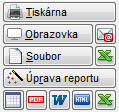 Tiskárna
Obrazovka
Soubor
Úprava reportu
PDF W HTML